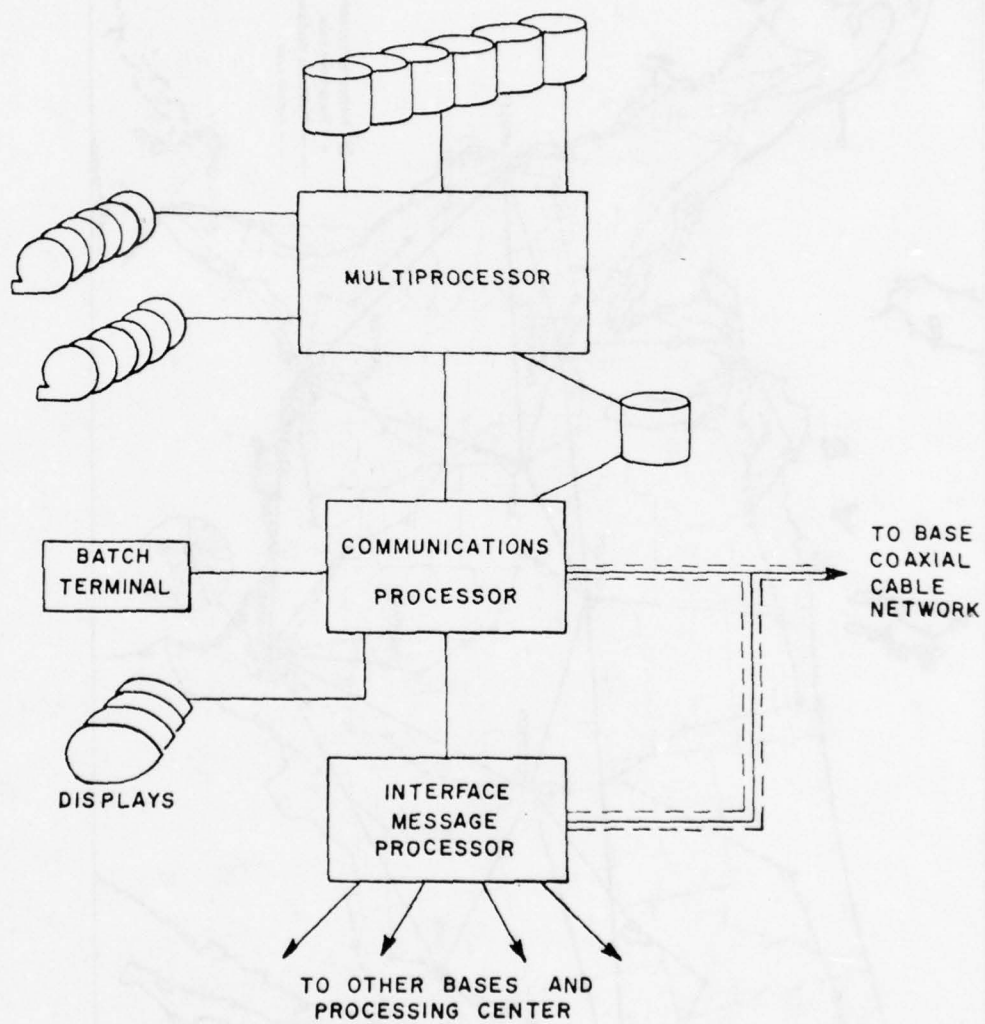 MULTIPROCESSOR
BATCH
TERMINAL
COMMUNICATIONS
PROCESSOR
TO BASE
COAXIAL
CABLE
NETWORK
DISPLAYS
INTERFACE
MESSAGE
PROCESSOR
TO OTHER BASES AND
PROCESSING CENTER